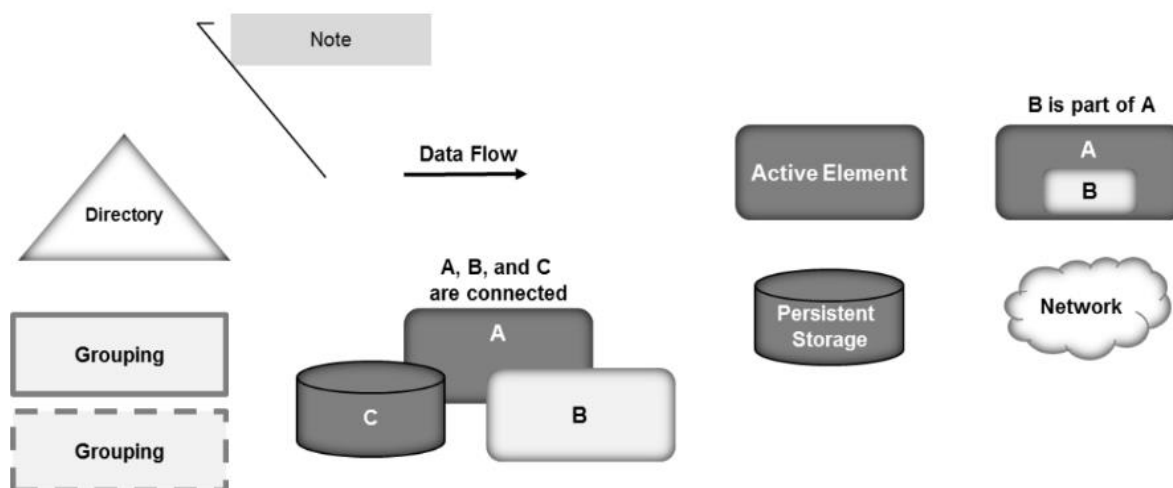 Note
B is part of A
Data Flow
Active Element
A
B
Directory
A, B, and C
are connected
A
Persistent
Storage
Network
Grouping
C
B
Grouping